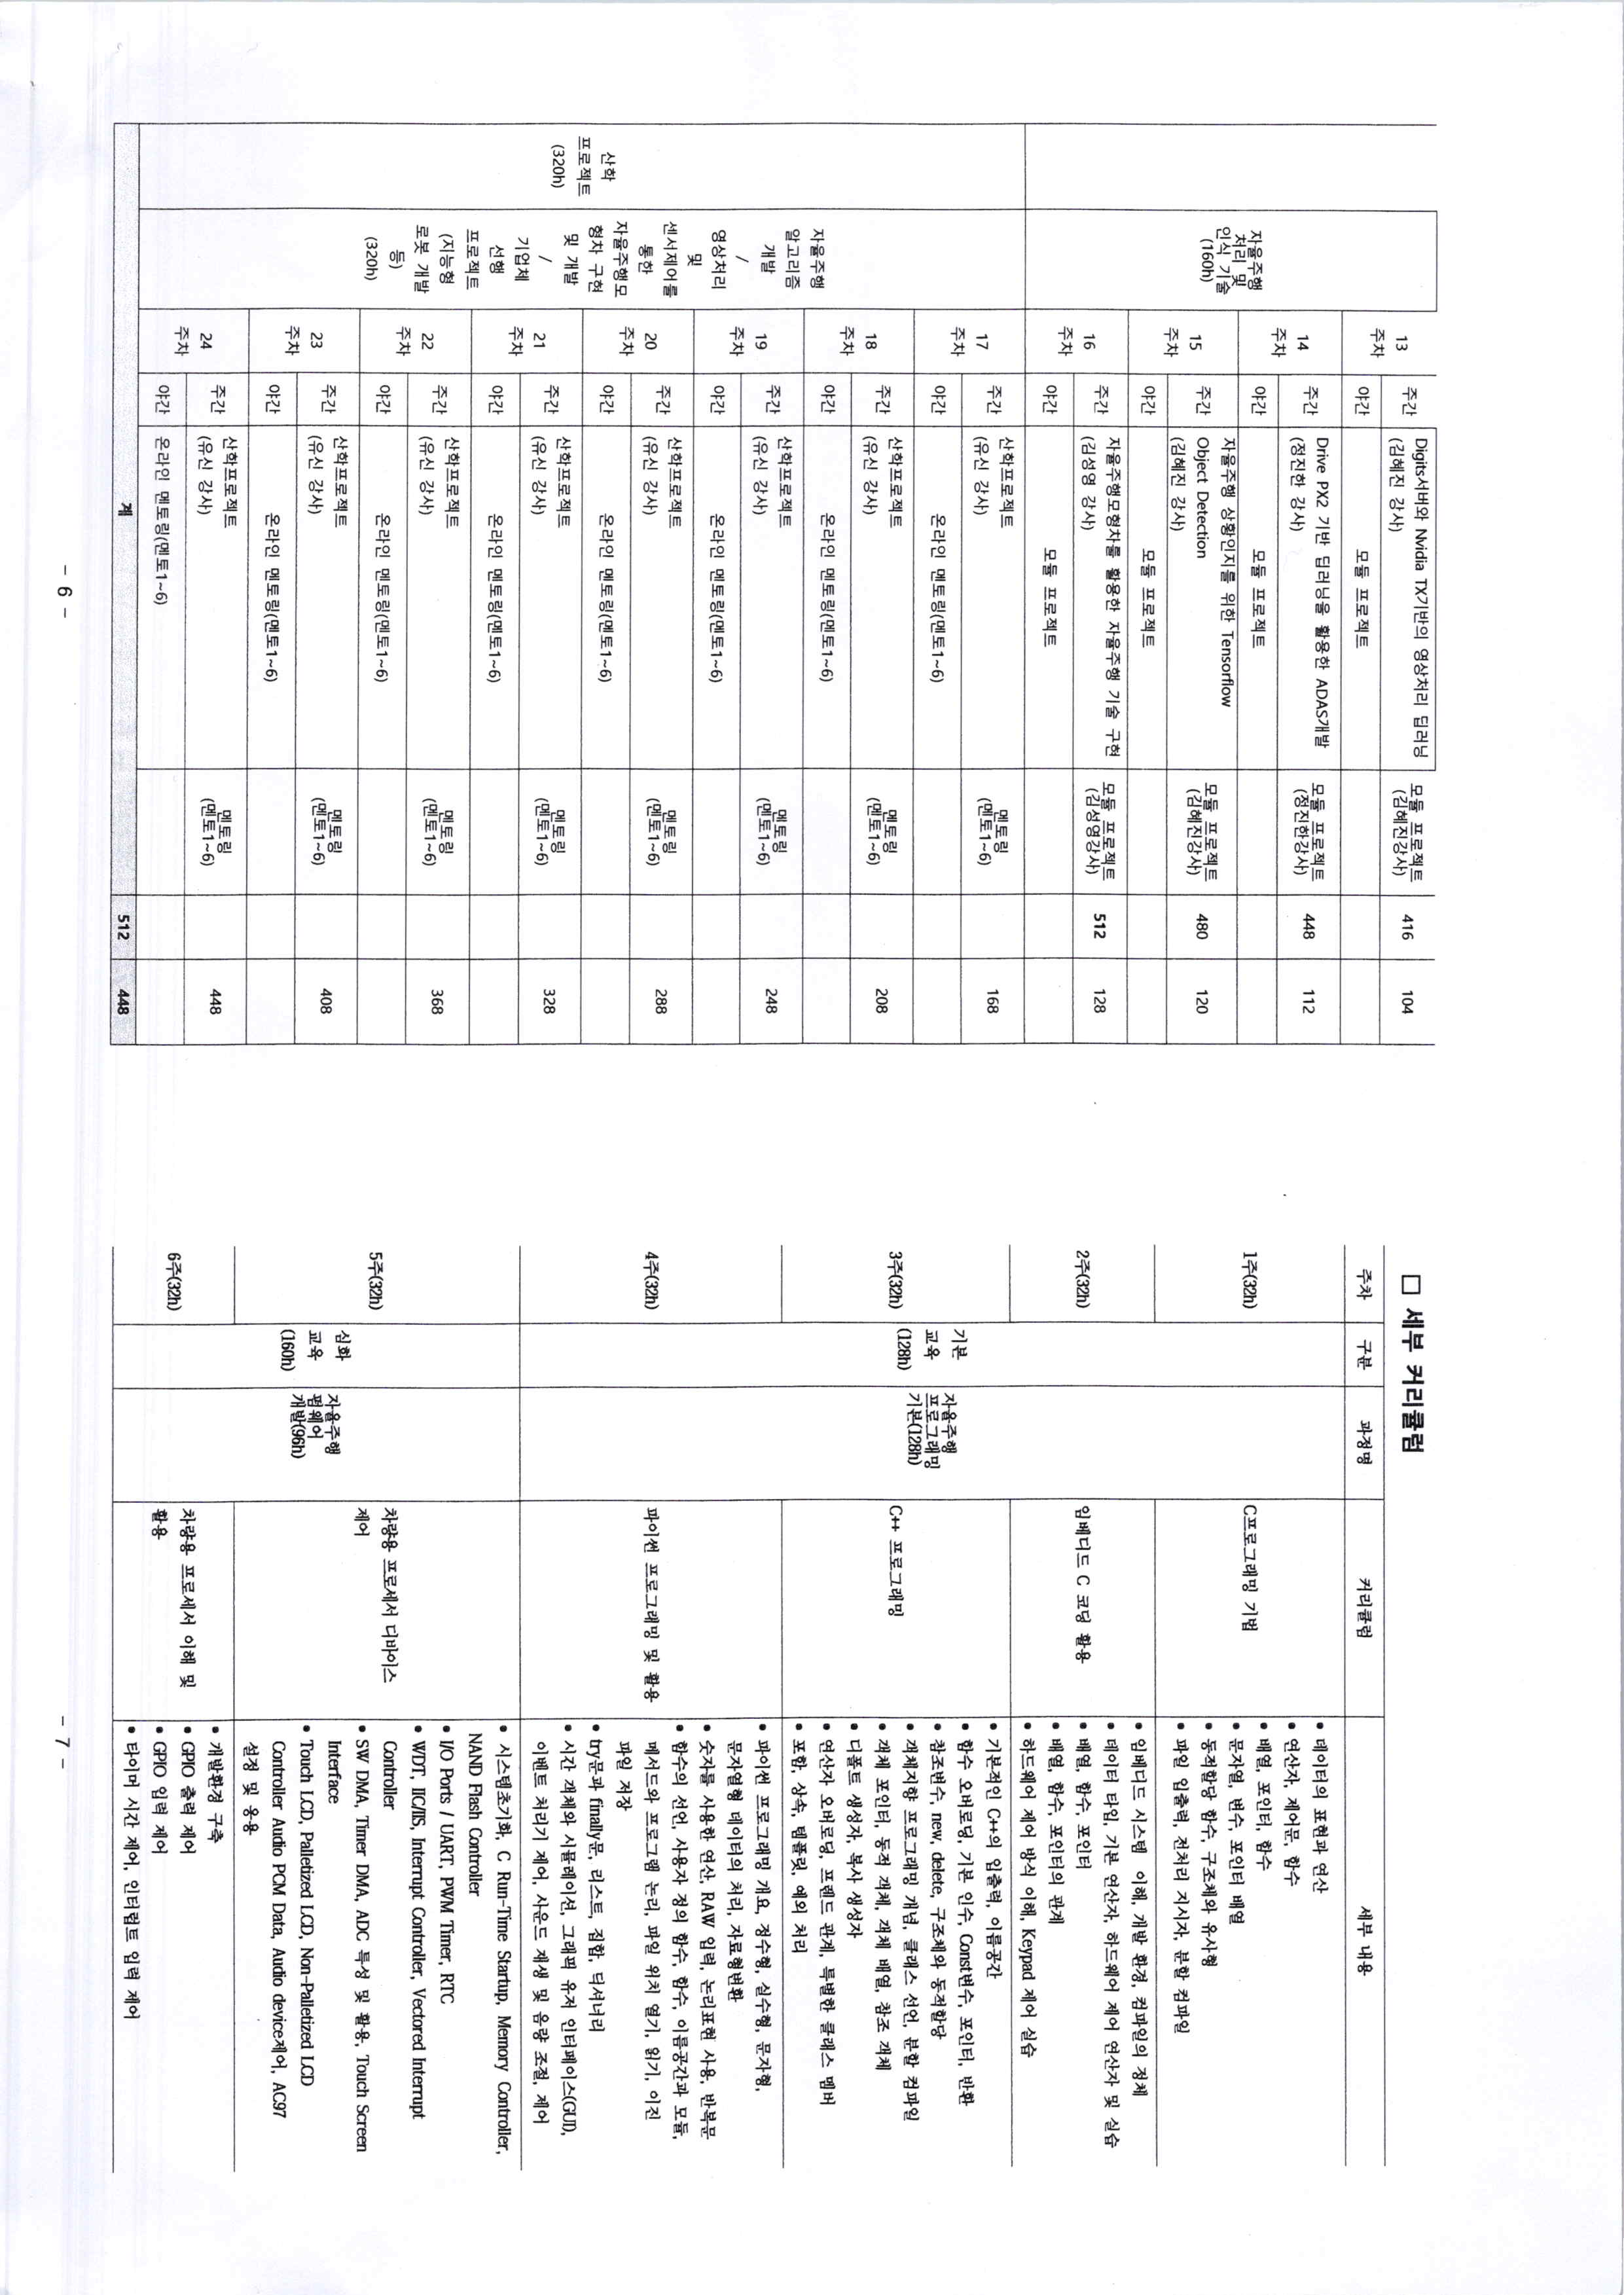 자율주행
처리 및
인식 기술
(160h)
13
주차
주간
Digits서버와 Nvidia TX기반의 영상처리 딥러닝
(김혜진 강사)
모듈 프로젝트
(김혜진강사)
416
104
야간
모듈 프로젝트
14
주차
주간
Drive PX2 기반 딥러닝을 활용한 ADAS개발
(정진한 강사)
모듈 프로젝트
(정진한강사)
448
112
야간
모듈 프로젝트
15
주차
주간
자율주행 상황인지를 위한 Tensorflow
Object Detection
(김혜진 강사)
모듈 프로젝트
(김혜진강사)
480
120
야간
모듈 프로젝트
16
주차
주간
자율주행모형차를 활용한 자율주행 기술 구현
(김성영 강사)
모듈 프로젝트
(김성영강사)
512
128
야간
모듈 프로젝트
산학
프로젝트
(320h)
자율주행
알고리즘
개발
/
영상처리
및
센서제어를
통한
자율주행모
형차 구현
및 개발
/
기업체
선행
프로젝트
(지능형
로봇 개발
등)
(320h)
17
주차
주간
산학프로젝트
(유신 강사)
멘토링
(멘토1~6)
168
야간
온라인 멘토링(멘토1~6)
18
주차
주간
산학프로젝트
(유신 강사)
멘토링
(멘토1~6)
208
야간
온라인 멘토링(멘토1~6)
19
주차
주간
산학프로젝트
(유신 강사)
멘토링
(멘토1~6)
248
야간
온라인 멘토링(멘토1~6)
20
주차
주간
산학프로젝트
(유신 강사)
멘토링
(멘토1~6)
288
야간
온라인 멘토링(멘토1~6)
21
주차
주간
산학프로젝트
(유신 강사)
멘토링
(멘토1~6)
328
야간
온라인 멘토링(멘토1~6)
22
주차
주간
산학프로젝트
(유신 강사)
멘토링
(멘토1~6)
368
야간
온라인 멘토링(멘토1~6)
23
주차
주간
산학프로젝트
(유신 강사)
멘토링
(멘토1~6)
408
야간
온라인 멘토링(멘토1~6)
24
주차
주간
산학프로젝트
(유신 강사)
멘토링
(멘토1~6)
448
야간
온라인 멘토링(멘토1~6)
계
512
448
- 6 -
□ 세부 커리큘럼
주차 구분 과정명 커리큘럼 세부 내용
기본
교육
(128h)
자율주행
프로그래밍
기본(128h)
1주(32h)
C프로그래밍 기법
• 데이터의 표현과 연산
• 연산자, 제어문, 함수
• 배열, 포인터, 함수
• 문자열, 변수, 포인터 배열
• 동적할당 함수, 구조체와 유사형
• 파일 입출력, 전처리 지시자, 분할 컴파일
2주(32h)
임베디드 C 코딩 활용
• 임베디드 시스템 이해, 개발 환경, 컴파일의 정체
• 데이터 타입, 기본 연산자, 하드웨어 제어 연산자 및 실습
• 배열, 함수, 포인터
• 배열, 함수, 포인터의 관계
• 하드웨어 제어 방식 이해, Keypad 제어 실습
3주(32h)
C++ 프로그래밍
• 기본적인 C++의 입출력, 이름공간
• 함수 오버로딩, 기본 인수, Const변수, 포인터, 반환
• 참조변수, new, delete, 구조체와 동적할당
• 객체지향 프로그래밍 개념, 클래스 선언, 분할 컴파일
• 객체 포인터, 동적 객체, 객체 배열, 참조 객체
• 디폴트 생성자, 복사 생성자
• 연산자 오버로딩, 프렌드 관계, 특별한 클래스 멤버
• 포함, 상속, 템플릿, 예외 처리
4주(32h)
파이썬 프로그래밍 및 활용
• 파이썬 프로그래밍 개요, 정수형, 실수형, 문자형,
문자열형 데이터의 처리, 자료형변환
• 숫자를 사용한 연산, RAW 입력, 논리표현 사용, 반복문
• 함수의 선언, 사용자 정의 함수, 함수, 이름공간과 모듈,
메서드와 프로그램 논리, 파일 위치 열기, 읽기, 이진
파일 저장
• try문과 finally문, 리스트, 집합, 딕셔너리
• 시간 객체와 시뮬레이션, 그래픽 유저 인터페이스(GUI),
이벤트 처리기 제어, 사운드 재생 및 음량 조절, 제어
심화
교육
(160h)
자율주행
펌웨어
개발(96h)
5주(32h)
차량용 프로세서 디바이스
제어
• 시스템초기화, C Run-Time Startup, Memory Controller,
NAND Flash Controller
• I/O Ports / UART, PWM Timer, RTC
• WDT, IIC/IIS, Interrupt Controller, Vectored Interrupt
Controller
• SW DMA, Timer DMA, ADC 특성 및 활용, Touch Screen
Interface
• Touch LCD, Palletized LCD, Non-Palletized LCD
Controller Audio PCM Data, Audio device제어, AC97
설정 및 응용
6주(32h)
차량용 프로세서 이해 및
활용
• 개발환경 구축
• GPIO 출력 제어
• GPIO 입력 제어
• 타이머 시간 제어, 인터럽트 입력 제어
- 7 -